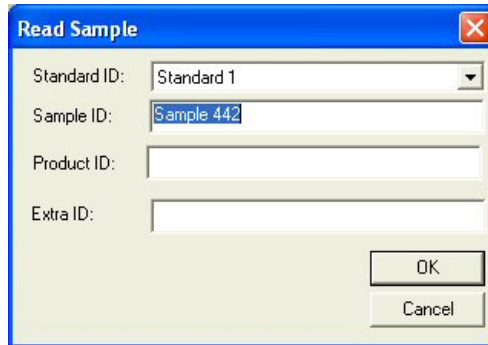 Read Sample
Standard ID: Standard 1
Sample ID: Sample 442
Product ID:
Extra ID:
OK
Cancel